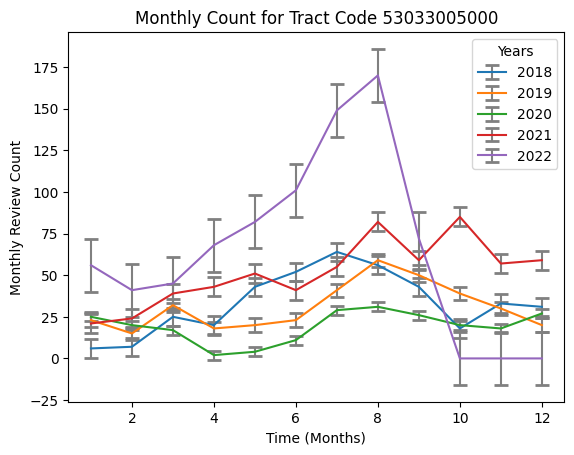 Monthly Count for Tract Code 53033005000
Years
2018
2019
2020
2021
2022
Monthly Review Count
175
150
125
100
75
50
25
0
−25
2 4 6 8 10 12
Time (Months)